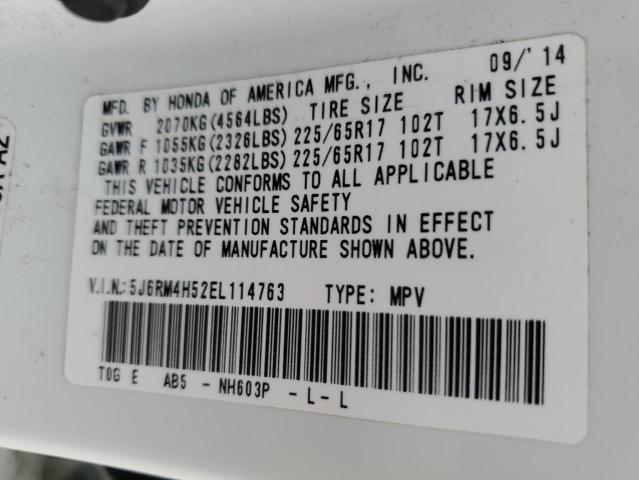 MFD. BY HONDA OF AMERICA MFG., INC. 09/'14
GVWR 2070KG(4564LBS) TIRE SIZE RIM SIZE
GAWR F 1055KG(2326LBS) 225/65R17 102T 17X6.5J
GAWR R 1035KG(2282LBS) 225/65R17 102T 17X6.5J
THIS VEHICLE CONFORMS TO ALL APPLICABLE
FEDERAL MOTOR VEHICLE SAFETY
AND THEFT PREVENTION STANDARDS IN EFFECT
ON THE DATE OF MANUFACTURE SHOWN ABOVE.
V.I.N.:5J6RM4H52EL114763 TYPE: MPV
TOG E AB5 - NH603P - L - L